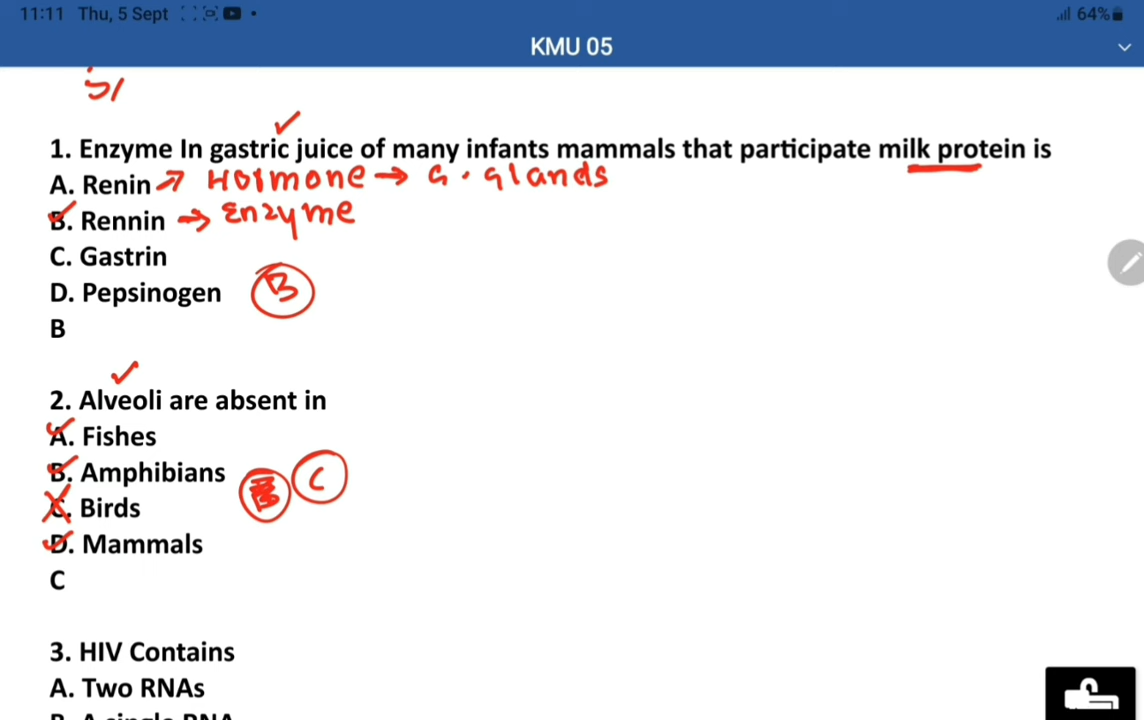 11:11 Thu, 5 Sept 64%
KMU 05
1. Enzyme In gastric juice of many infants mammals that participate milk protein is
A. Renin → Hormone → G. glands
B. Rennin → Enzyme
C. Gastrin
D. Pepsinogen B
B
2. Alveoli are absent in
A. Fishes
B. Amphibians C
C. Birds
D. Mammals
C
3. HIV Contains
A. Two RNAs
B. A single RNA